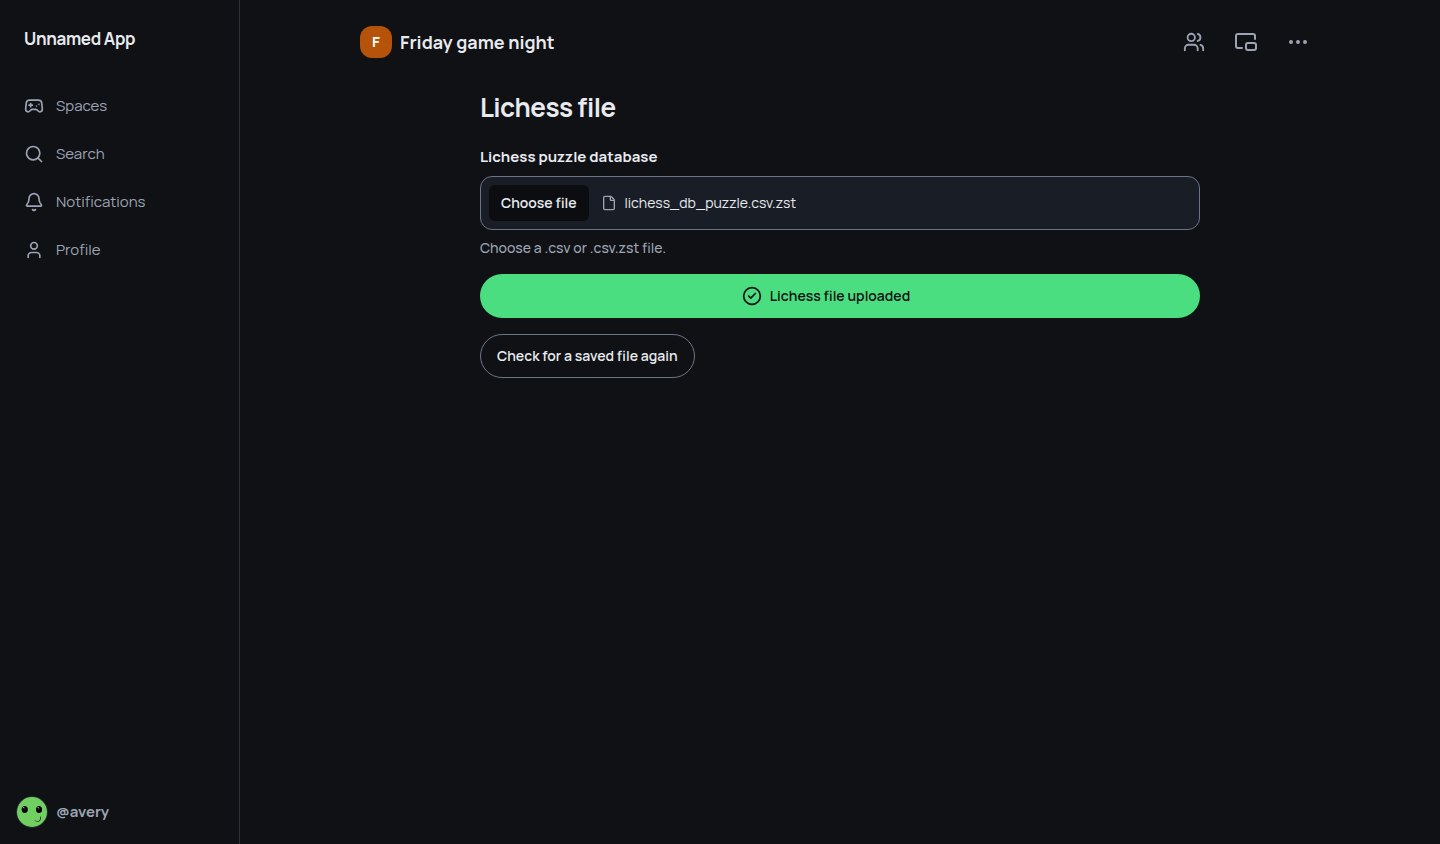 Unnamed App
Spaces
Search
Notifications
Profile
@avery
F Friday game night
Lichess file
Lichess puzzle database
Choose file lichess_db_puzzle.csv.zst
Choose a .csv or .csv.zst file.
Lichess file uploaded
Check for a saved file again